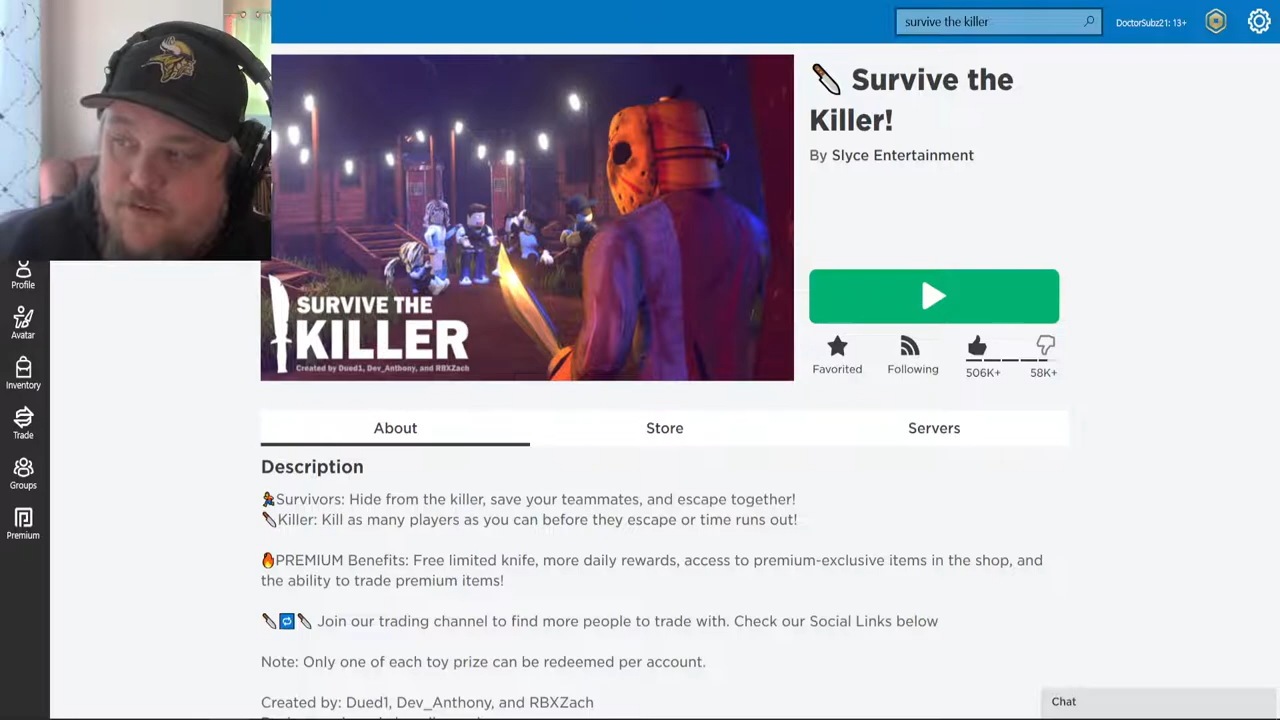 survive the killer
DoctorSubz21: 13+
Survive the
Killer!
By Slyce Entertainment
SURVIVE THE
KILLER
Created by Dued1, Dev_Anthony, and RBXZach
Favorited
Following
506K+
58K+
Profile
Avatar
Inventory
Trade
Groups
Premium
About
Store
Servers
Description
Survivors: Hide from the killer, save your teammates, and escape together!
Killer: Kill as many players as you can before they escape or time runs out!
PREMIUM Benefits: Free limited knife, more daily rewards, access to premium-exclusive items in the shop, and
the ability to trade premium items!
Join our trading channel to find more people to trade with. Check our Social Links below
Note: Only one of each toy prize can be redeemed per account.
Created by: Dued1, Dev_Anthony, and RBXZach
Chat